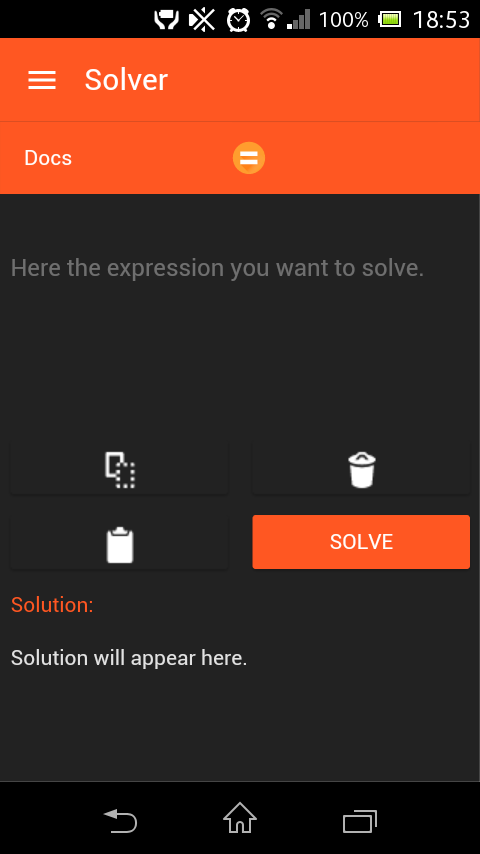 100% 18:53
Solver
Docs
Here the expression you want to solve.
SOLVE
Solution:
Solution will appear here.